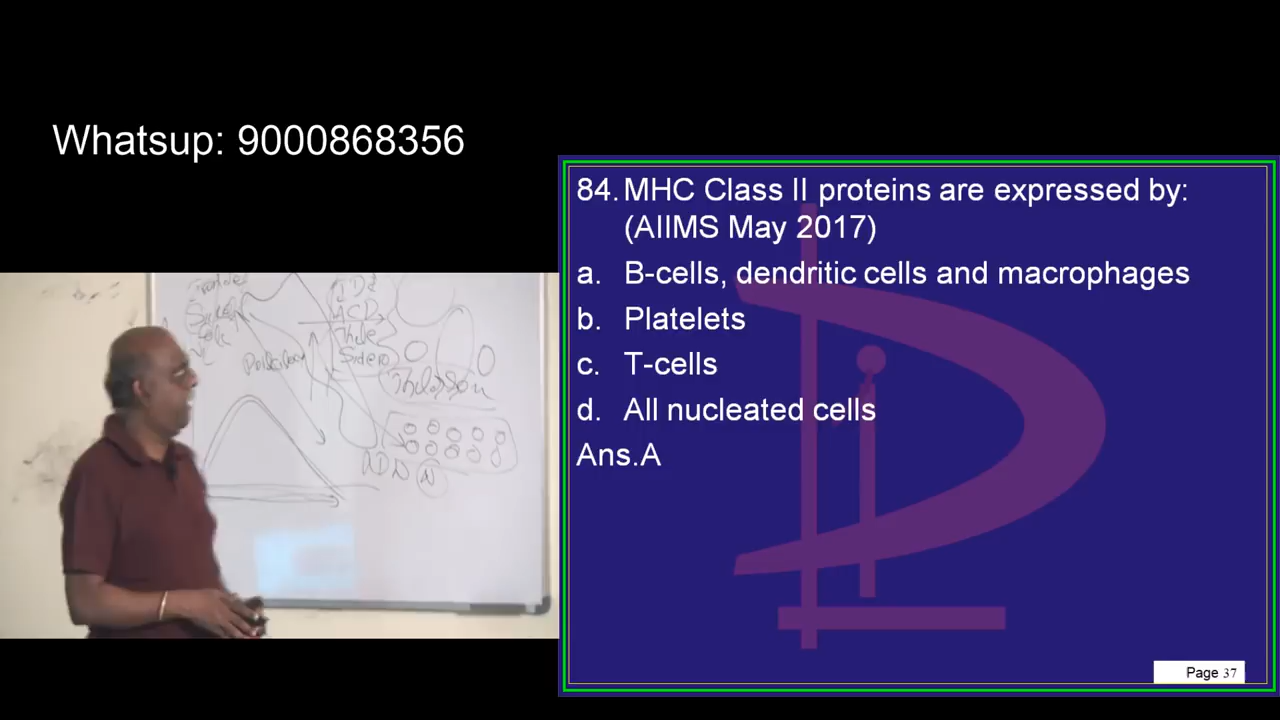 Whatsup: 9000868356
84. MHC Class II proteins are expressed by:
(AIIMS May 2017)
a. B-cells, dendritic cells and macrophages
b. Platelets
c. T-cells
d. All nucleated cells
Ans.A
Page 37